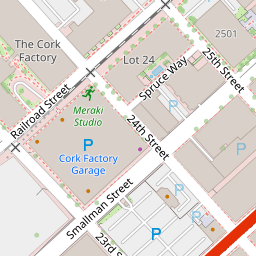 2501
The Cork
Factory
Lot 24
Spruce Way
25th Street
Railroad Street
Meraki
Studio
P
24th Street
P
Cork Factory
Garage
Smallman Street
P
P
23rd S